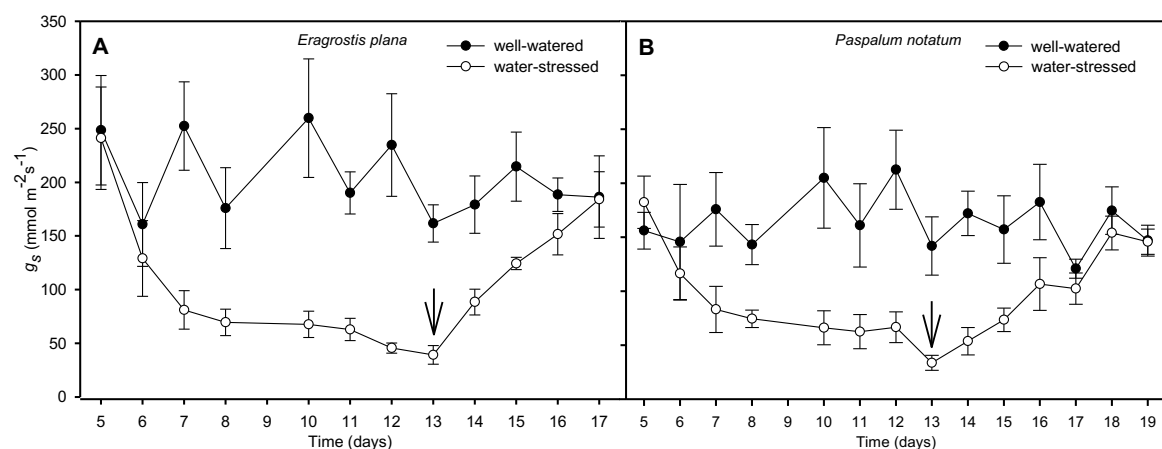 A
Eragrostis plana
well-watered
water-stressed
B
Paspalum notatum
well-watered
water-stressed
gs (mmol m⁻²s⁻¹)
350
300
250
200
150
100
50
0
5 6 7 8 9 10 11 12 13 14 15 16 17
Time (days)
5 6 7 8 9 10 11 12 13 14 15 16 17 18 19
Time (days)